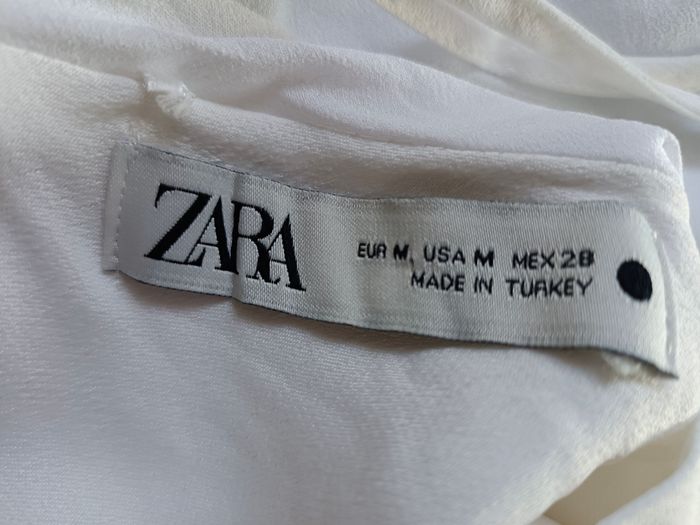 ZARA
EUR M, USA M MEX 28
MADE IN TURKEY